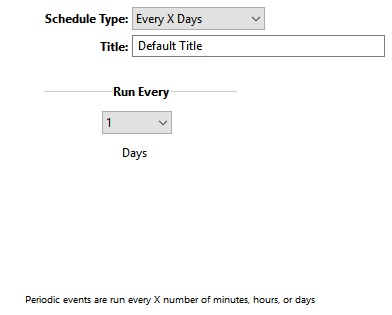 Schedule Type: Every X Days
Title: Default Title
Run Every
1
Days
Periodic events are run every X number of minutes, hours, or days